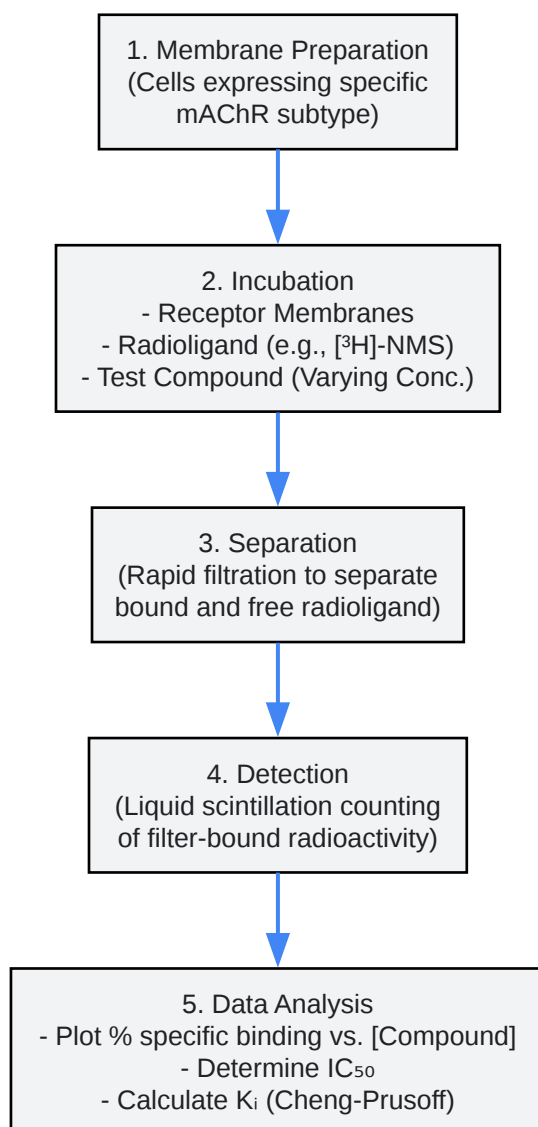 1. Membrane Preparation
(Cells expressing specific
mAChR subtype)
2. Incubation
- Receptor Membranes
- Radioligand (e.g., [³H]-NMS)
- Test Compound (Varying Conc.)
3. Separation
(Rapid filtration to separate
bound and free radioligand)
4. Detection
(Liquid scintillation counting
of filter-bound radioactivity)
5. Data Analysis
- Plot % specific binding vs. [Compound]
- Determine IC₅₀
- Calculate Kᵢ (Cheng-Prusoff)